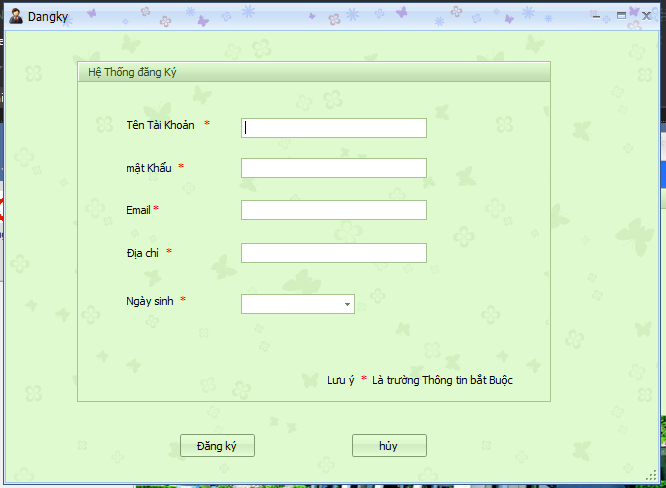 Dangky
Hệ Thống đăng Ký
Tên Tài Khoản *
mật Khẩu *
Email *
Địa chỉ *
Ngày sinh *
Lưu ý * Là trường Thông tin bắt Buộc
Đăng ký hủy